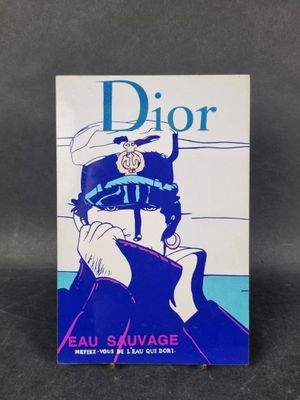 Dior
EAU SAUVAGE
MEFIEZ-VOUS DE L'EAU QUI DORT.